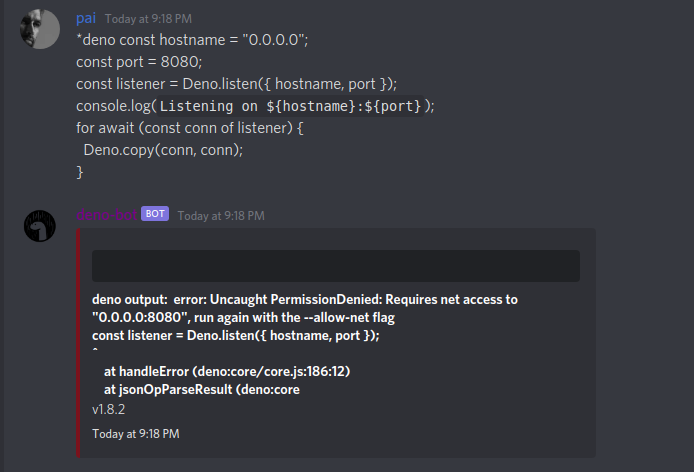 pai Today at 9:18 PM
*deno const hostname = "0.0.0.0";
const port = 8080;
const listener = Deno.listen({ hostname, port });
console.log(Listening on ${hostname}:${port});
for await (const conn of listener) {
Deno.copy(conn, conn);
}
deno-bot BOT Today at 9:18 PM
deno output: error: Uncaught PermissionDenied: Requires net access to
"0.0.0.0:8080", run again with the --allow-net flag
const listener = Deno.listen({ hostname, port });
^
at handleError (deno:core/core.js:186:12)
at jsonOpParseResult (deno:core
v1.8.2
Today at 9:18 PM